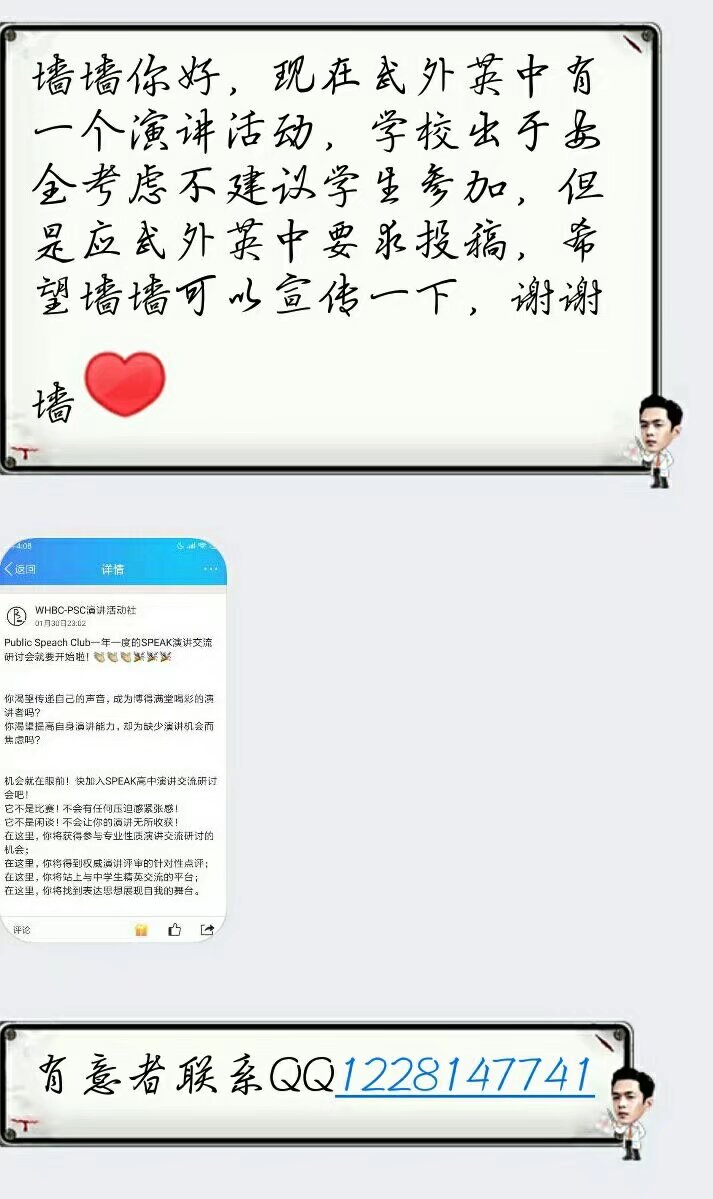 墙墙你好，现在武外英中有
一个演讲活动，学校出于安
全考虑不建议学生参加，但
是应武外英中要求投稿，希
望墙墙可以宣传一下，谢谢
墙
4:08
返回
详情
WHBC-PSC演讲活动社
01月30日23:02
Public Speach Club一年一度的SPEAK演讲交流
研讨会就要开始啦！
你渴望传递自己的声音，成为博得满堂喝彩的演
讲者吗？
你渴望提高自身演讲能力，却为缺少演讲机会而
焦虑吗？
机会就在眼前！快加入SPEAK高中演讲交流研讨
会吧！
它不是比赛！不会有任何压迫感紧张感！
它不是闲谈！不会让你的演讲无所收获！
在这里，你将获得参与专业性质演讲交流研讨的
机会；
在这里，你将得到权威演讲评审的针对性点评；
在这里，你将站上与中学生精英交流的平台；
在这里，你将找到表达思想展现自我的舞台。
评论
有意者联系QQ1228147741